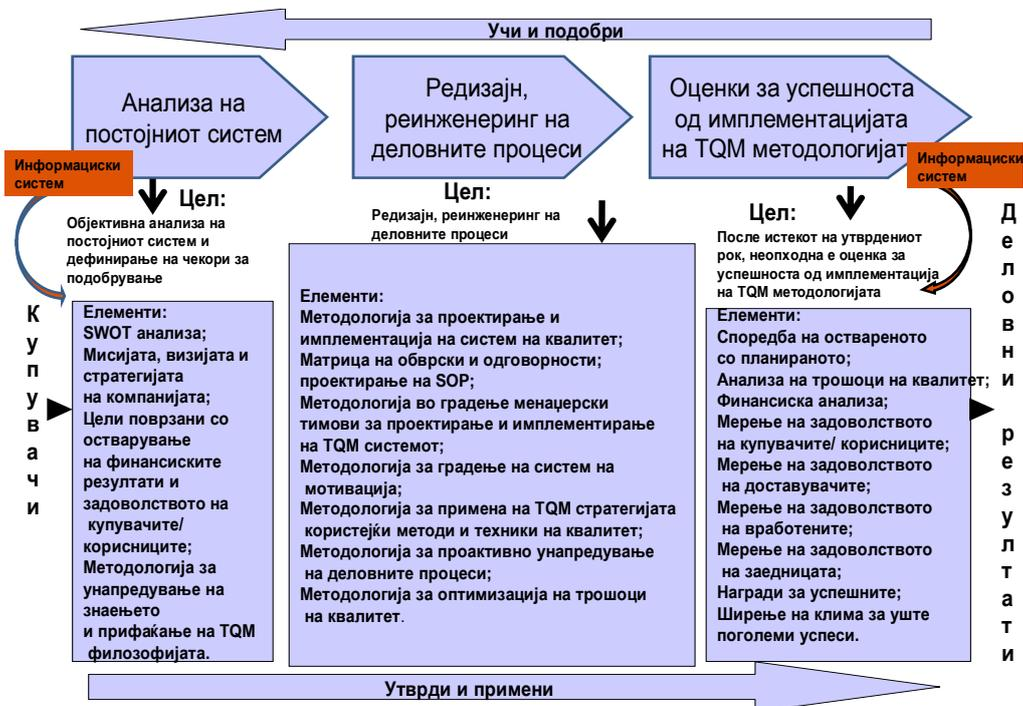 Учи и подобри
Анализа на
постојниот систем
Редизајн,
реинженеринг на
деловните процеси
Оценки за успешноста
од имплементацијата
на TQM методологијат
Информациски
систем
Информациски
систем
Цел:
Објективна анализа на
постојниот систем и
дефинирање на чекори за
подобрување
Цел:
Редизајн, реинженеринг на
деловните процеси
Цел:
После истекот на утврдениот
рок, неопходна е оценка за
успешноста од имплементација
на TQM методологијата
Купувачи
Елементи:
SWOT анализа;
Мисијата, визијата и
стратегијата
на компанијата;
Цели поврзани со
остварување
на финансиските
резултати и
задоволството на
купувачите/
корисниците;
Методологија за
унапредување на
знаењето
и прифаќање на TQM
филозофијата.
Елементи:
Методологија за проектирање и
имплементација на систем на квалитет;
Матрица на обврски и одговорности;
проектирање на SOP;
Методологија во градење менаџерски
тимови за проектирање и имплементирање
на TQM системот;
Методологија за градење на систем на
мотивација;
Методологија за примена на TQM стратегијата
користејќи методи и техники на квалитет;
Методологија за проактивно унапредување
на деловните процеси;
Методологија за оптимизација на трошоци
на квалитет.
Елементи:
Споредба на оствареното
со планираното;
Анализа на трошоци на квалитет;
Финансиска анализа;
Мерење на задоволството
на купувачите/ корисниците;
Мерење на задоволството
на доставувачите;
Мерење на задоволството
на вработените;
Мерење на задоволството
на заедницата;
Награди за успешните;
Ширење на клима за уште
поголеми успеси.
Деловни резултати
Утврди и примени